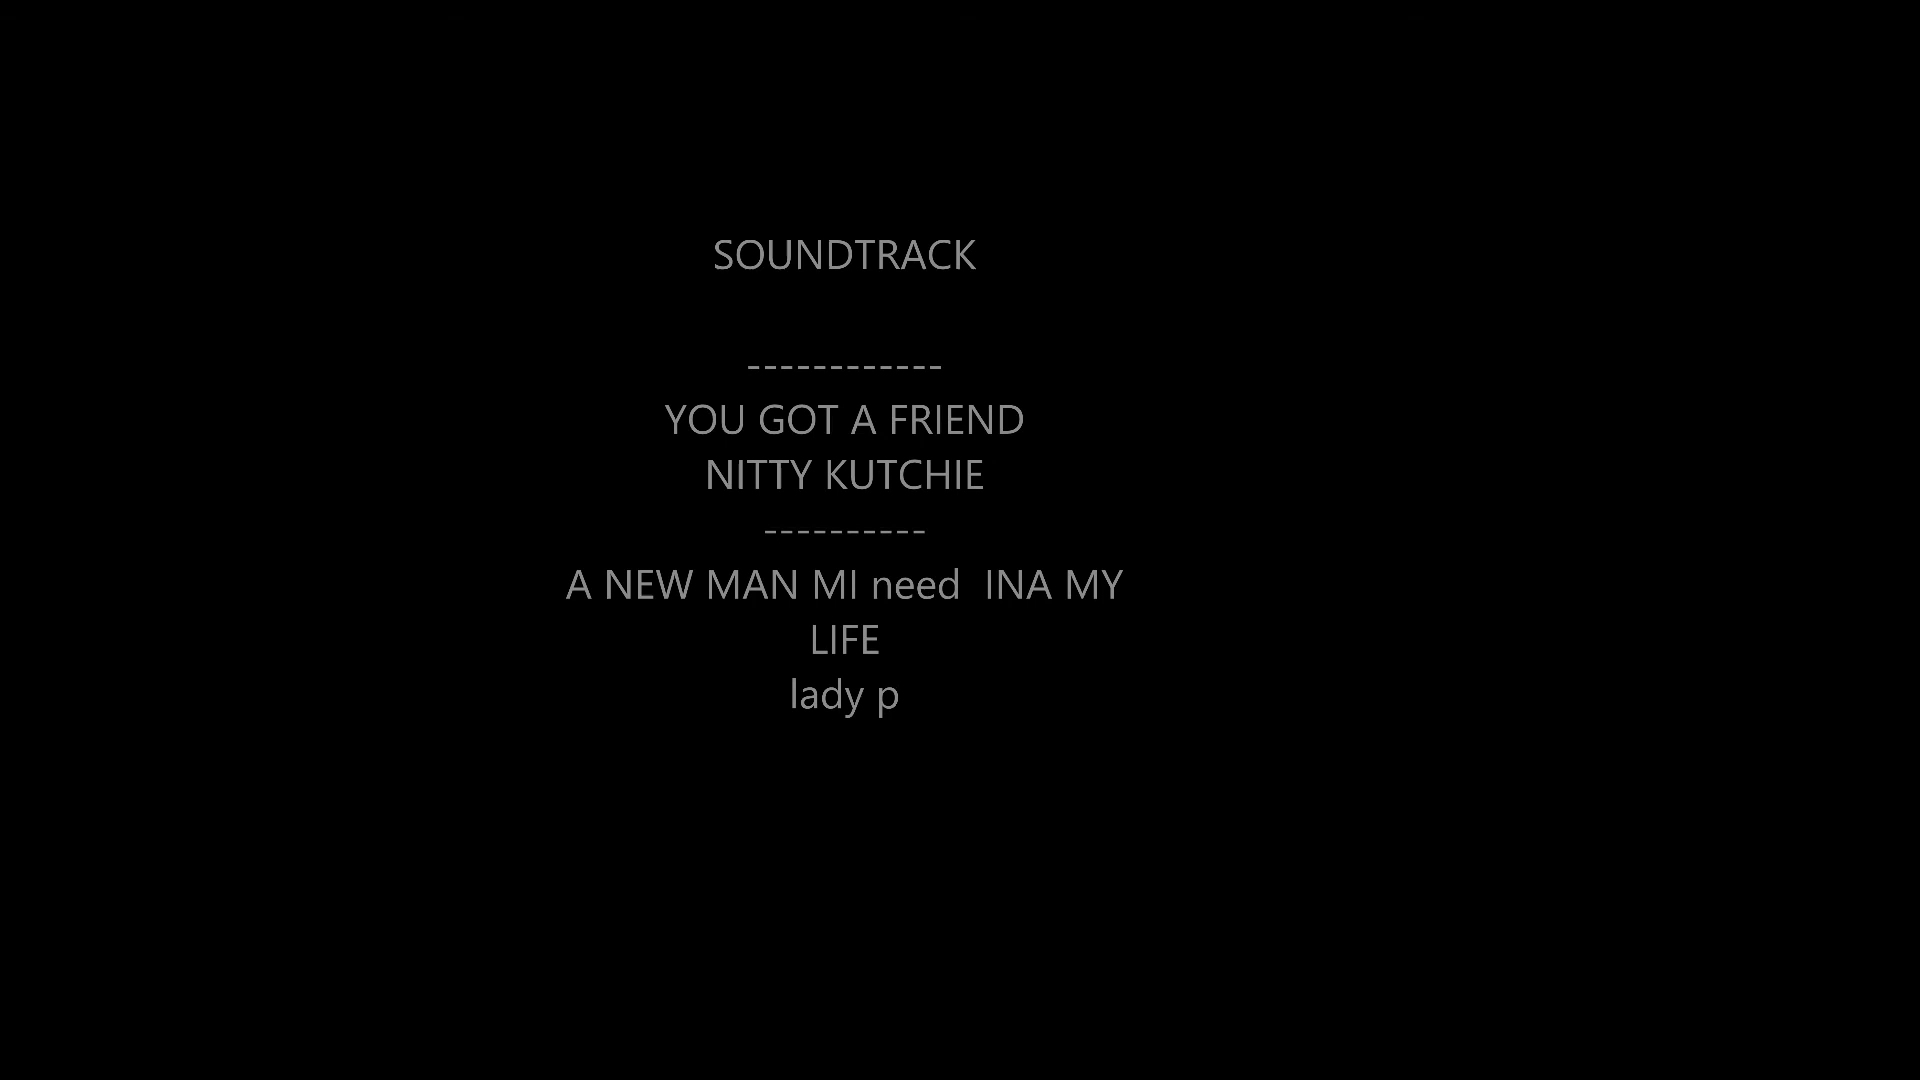 SOUNDTRACK
------------
YOU GOT A FRIEND
NITTY KUTCHIE
----------
A NEW MAN MI need  INA MY
LIFE
lady p